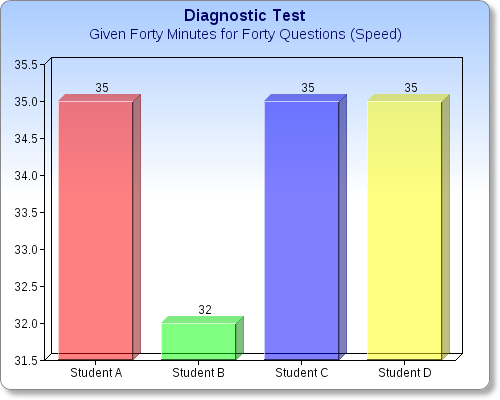 Diagnostic Test
Given Forty Minutes for Forty Questions (Speed)
35.5
35.0
34.5
34.0
33.5
33.0
32.5
32.0
31.5
35
32
35
35
Student A
Student B
Student C
Student D